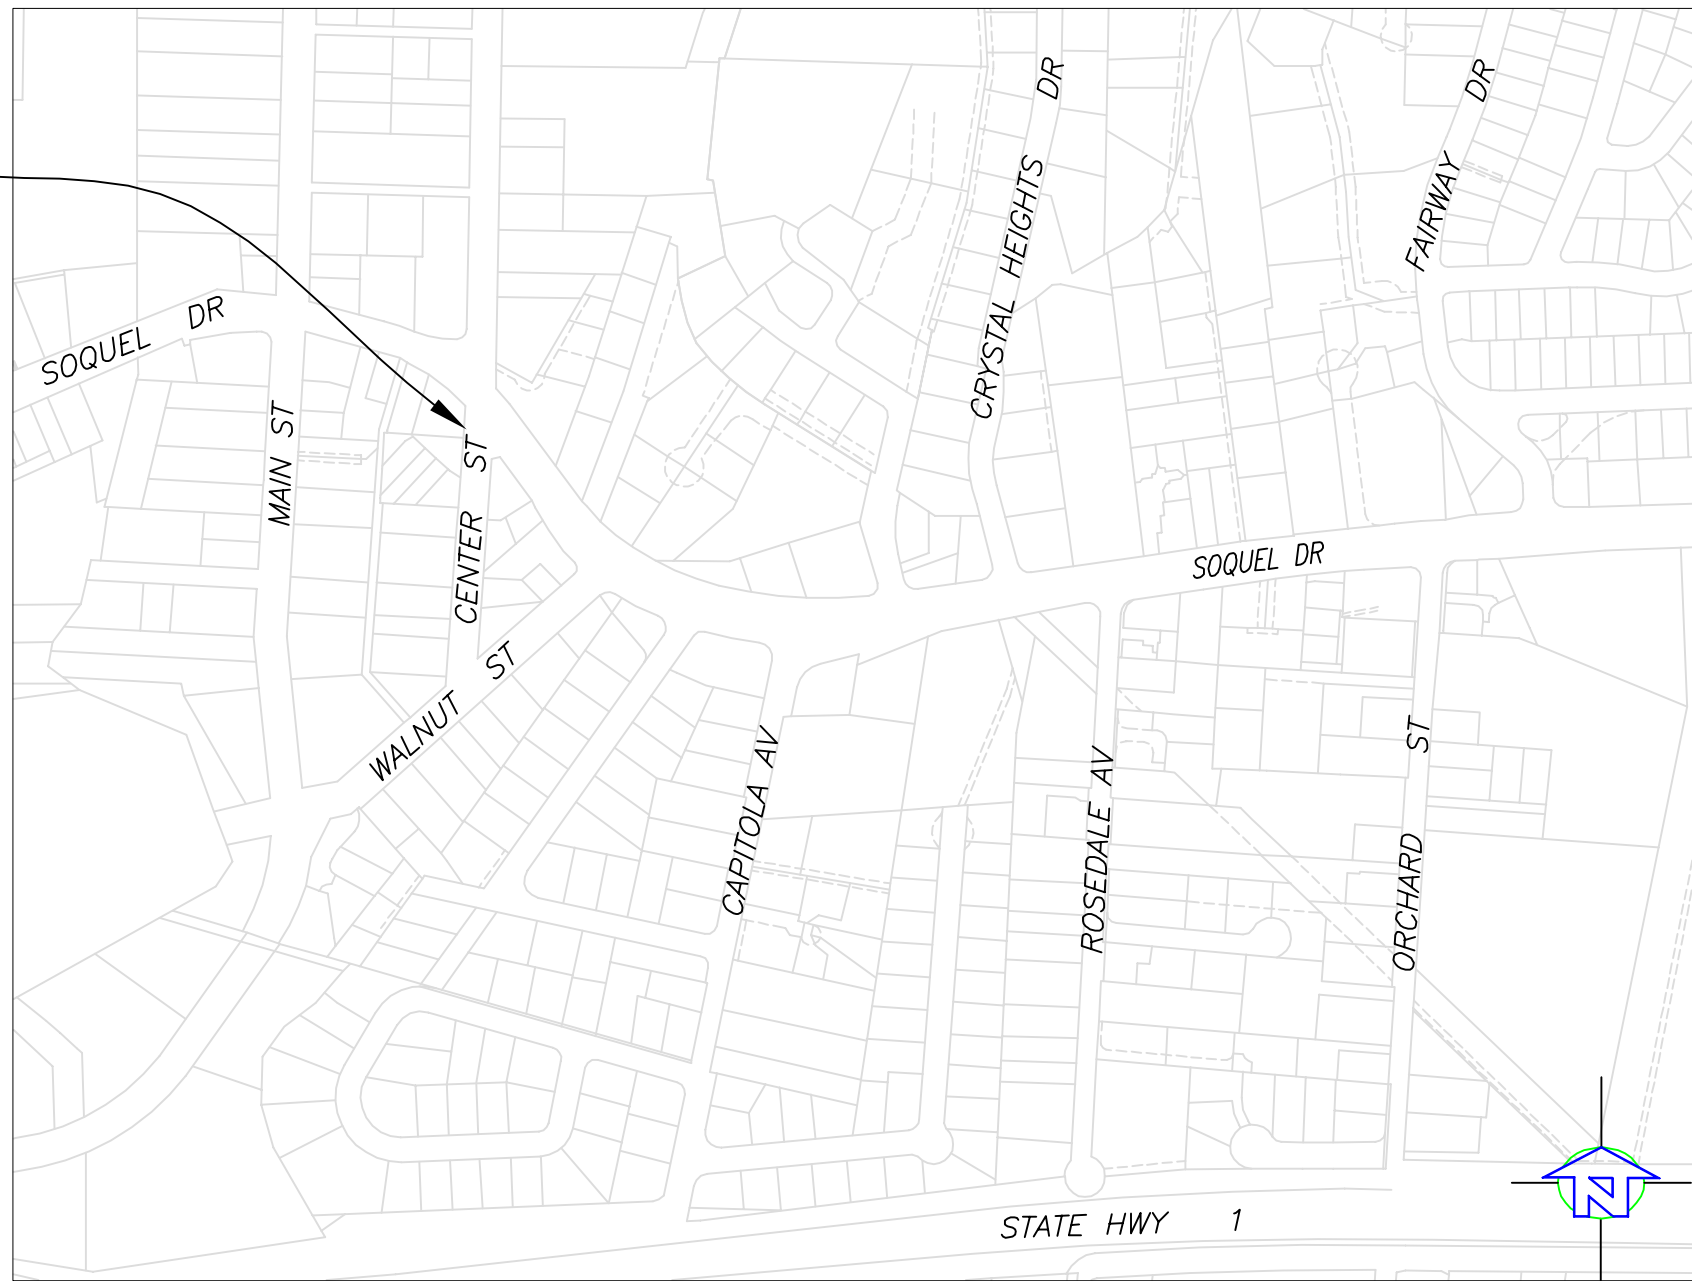 CRYSTAL HEIGHTS DR
FAIRWAY DR
SOQUEL DR
MAIN ST
CENTER ST
SOQUEL DR
WALNUT ST
CAPITOLA AV
ROSEDALE AV
ORCHARD ST
STATE HWY 1
N